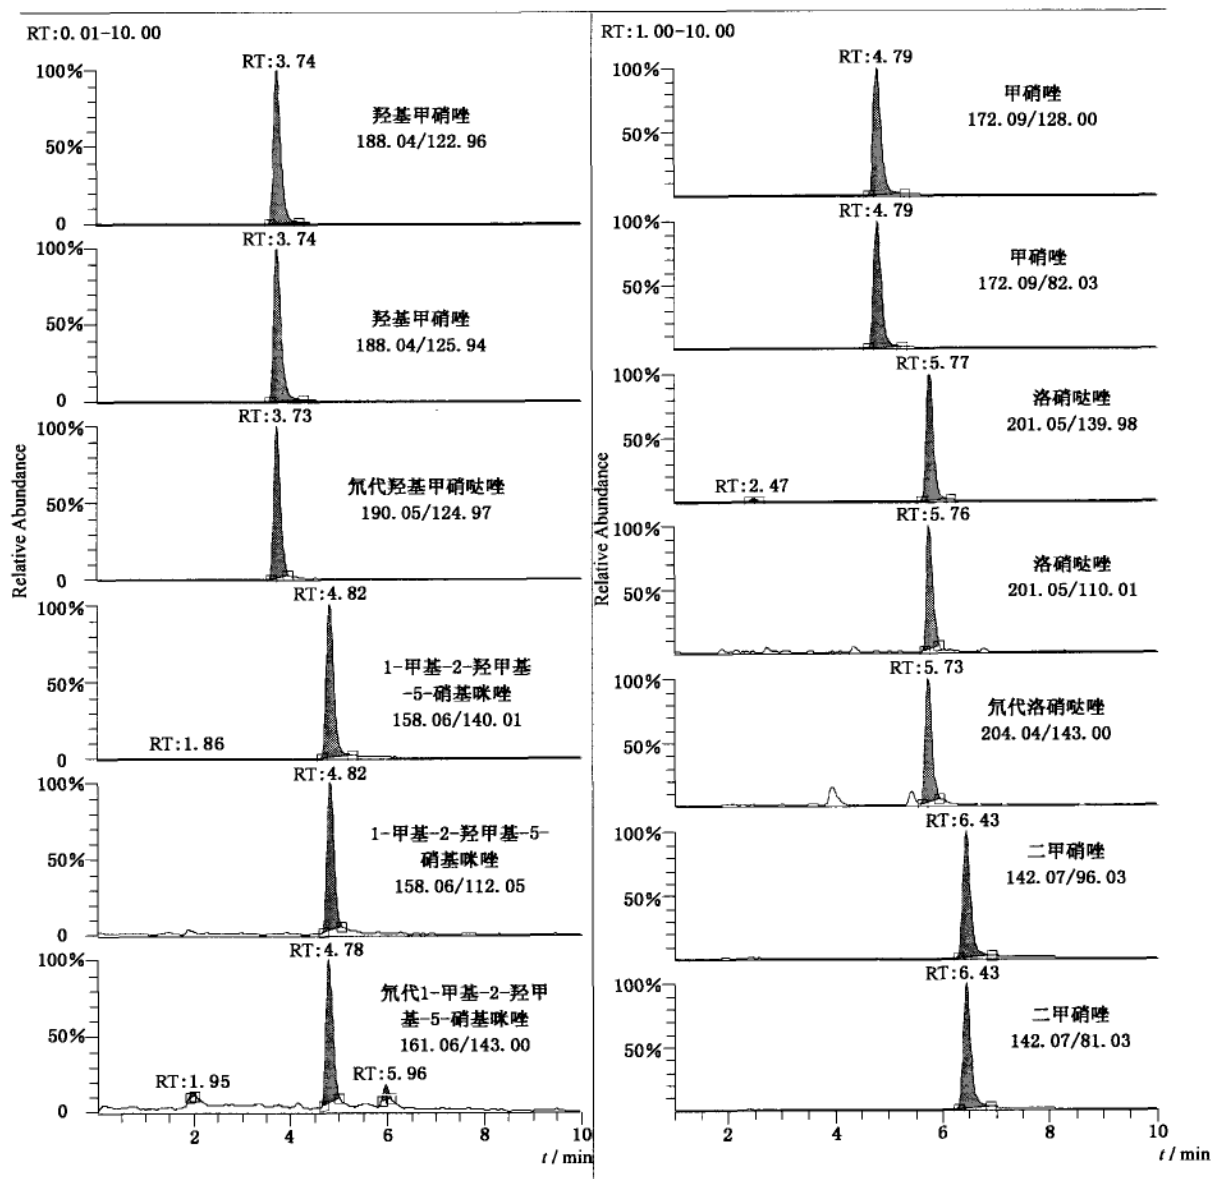 RT:0.01-10.00
RT:3.74
100%
羟基甲硝唑
188.04/122.96
50%
0
RT:3.74
100%
羟基甲硝唑
188.04/125.94
50%
0
RT:3.73
100%
氘代羟基甲硝哒唑
190.05/124.97
50%
0
Relative Abundance
RT:4.82
100%
1-甲基-2-羟甲基
-5-硝基咪唑
158.06/140.01
50%
RT:1.86
0
RT:4.82
100%
1-甲基-2-羟甲基-5-
硝基咪唑
158.06/112.05
50%
0
RT:4.78
100%
氘代1-甲基-2-羟甲
基-5-硝基咪唑
161.06/143.00
50%
RT:1.95
RT:5.96
0
2
4
6
8
10
t / min
RT:1.00-10.00
RT:4.79
100%
甲硝唑
172.09/128.00
50%
RT:4.79
100%
甲硝唑
172.09/82.03
50%
RT:5.77
100%
洛硝哒唑
201.05/139.98
50%
RT:2.47
RT:5.76
100%
洛硝哒唑
201.05/110.01
50%
Relative Abundance
RT:5.73
100%
氘代洛硝哒唑
204.04/143.00
50%
RT:6.43
100%
二甲硝唑
142.07/96.03
50%
RT:6.43
100%
二甲硝唑
142.07/81.03
50%
2
4
6
8
10
t / min